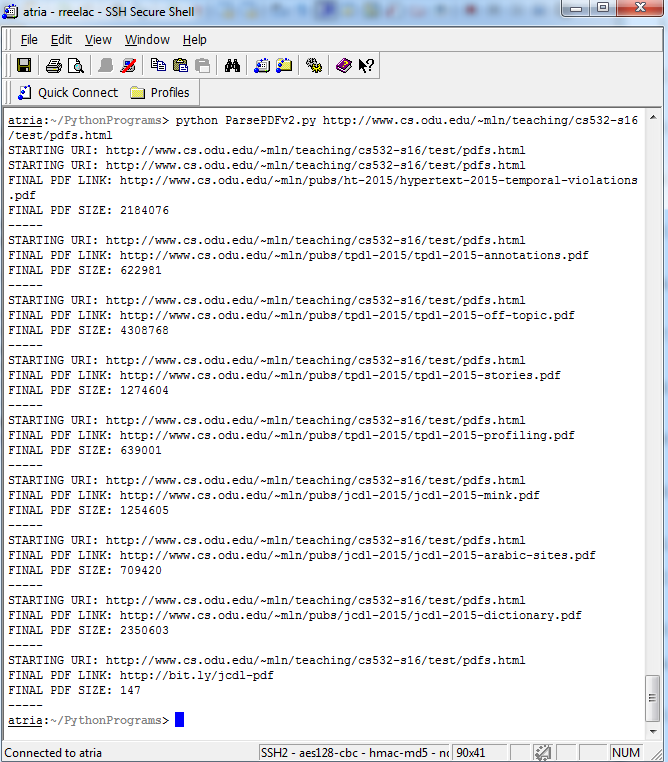 atria - rreelac - SSH Secure Shell
File Edit View Window Help
Quick Connect Profiles
atria:~/PythonPrograms> python ParsePDFv2.py http://www.cs.odu.edu/~mln/teaching/cs532-s16
/test/pdfs.html
STARTING URI: http://www.cs.odu.edu/~mln/teaching/cs532-s16/test/pdfs.html
STARTING URI: http://www.cs.odu.edu/~mln/teaching/cs532-s16/test/pdfs.html
FINAL PDF LINK: http://www.cs.odu.edu/~mln/pubs/ht-2015/hypertext-2015-temporal-violations
.pdf
FINAL PDF SIZE: 2184076
-----
STARTING URI: http://www.cs.odu.edu/~mln/teaching/cs532-s16/test/pdfs.html
FINAL PDF LINK: http://www.cs.odu.edu/~mln/pubs/tpdl-2015/tpdl-2015-annotations.pdf
FINAL PDF SIZE: 622981
-----
STARTING URI: http://www.cs.odu.edu/~mln/teaching/cs532-s16/test/pdfs.html
FINAL PDF LINK: http://www.cs.odu.edu/~mln/pubs/tpdl-2015/tpdl-2015-off-topic.pdf
FINAL PDF SIZE: 4308768
-----
STARTING URI: http://www.cs.odu.edu/~mln/teaching/cs532-s16/test/pdfs.html
FINAL PDF LINK: http://www.cs.odu.edu/~mln/pubs/tpdl-2015/tpdl-2015-stories.pdf
FINAL PDF SIZE: 1274604
-----
STARTING URI: http://www.cs.odu.edu/~mln/teaching/cs532-s16/test/pdfs.html
FINAL PDF LINK: http://www.cs.odu.edu/~mln/pubs/tpdl-2015/tpdl-2015-profiling.pdf
FINAL PDF SIZE: 639001
-----
STARTING URI: http://www.cs.odu.edu/~mln/teaching/cs532-s16/test/pdfs.html
FINAL PDF LINK: http://www.cs.odu.edu/~mln/pubs/jcdl-2015/jcdl-2015-mink.pdf
FINAL PDF SIZE: 1254605
-----
STARTING URI: http://www.cs.odu.edu/~mln/teaching/cs532-s16/test/pdfs.html
FINAL PDF LINK: http://www.cs.odu.edu/~mln/pubs/jcdl-2015/jcdl-2015-arabic-sites.pdf
FINAL PDF SIZE: 709420
-----
STARTING URI: http://www.cs.odu.edu/~mln/teaching/cs532-s16/test/pdfs.html
FINAL PDF LINK: http://www.cs.odu.edu/~mln/pubs/jcdl-2015/jcdl-2015-dictionary.pdf
FINAL PDF SIZE: 2350603
-----
STARTING URI: http://www.cs.odu.edu/~mln/teaching/cs532-s16/test/pdfs.html
FINAL PDF LINK: http://bit.ly/jcdl-pdf
FINAL PDF SIZE: 147
-----
atria:~/PythonPrograms>
Connected to atria SSH2 - aes128-cbc - hmac-md5 - nc 90x41 NUM